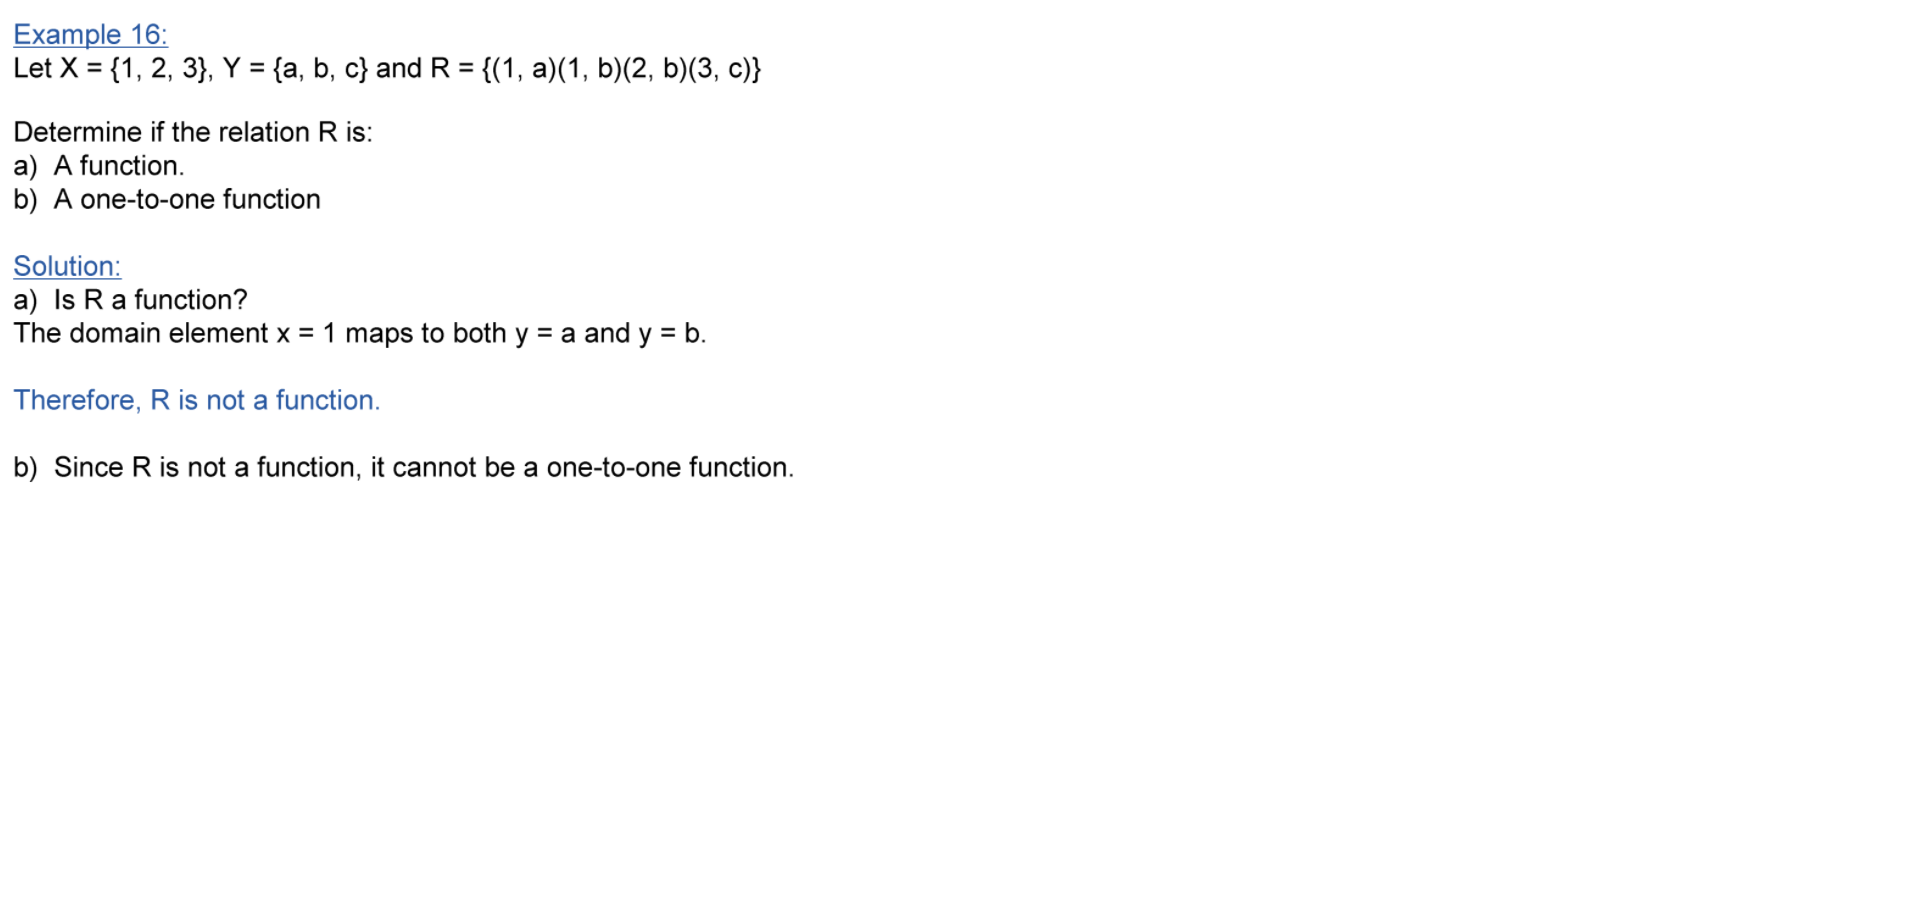 Example 16:
Let X = {1, 2, 3}, Y = {a, b, c} and R = {(1, a)(1, b)(2, b)(3, c)}
Determine if the relation R is:
a) A function.
b) A one-to-one function
Solution:
a) Is R a function?
The domain element x = 1 maps to both y = a and y = b.
Therefore, R is not a function.
b) Since R is not a function, it cannot be a one-to-one function.